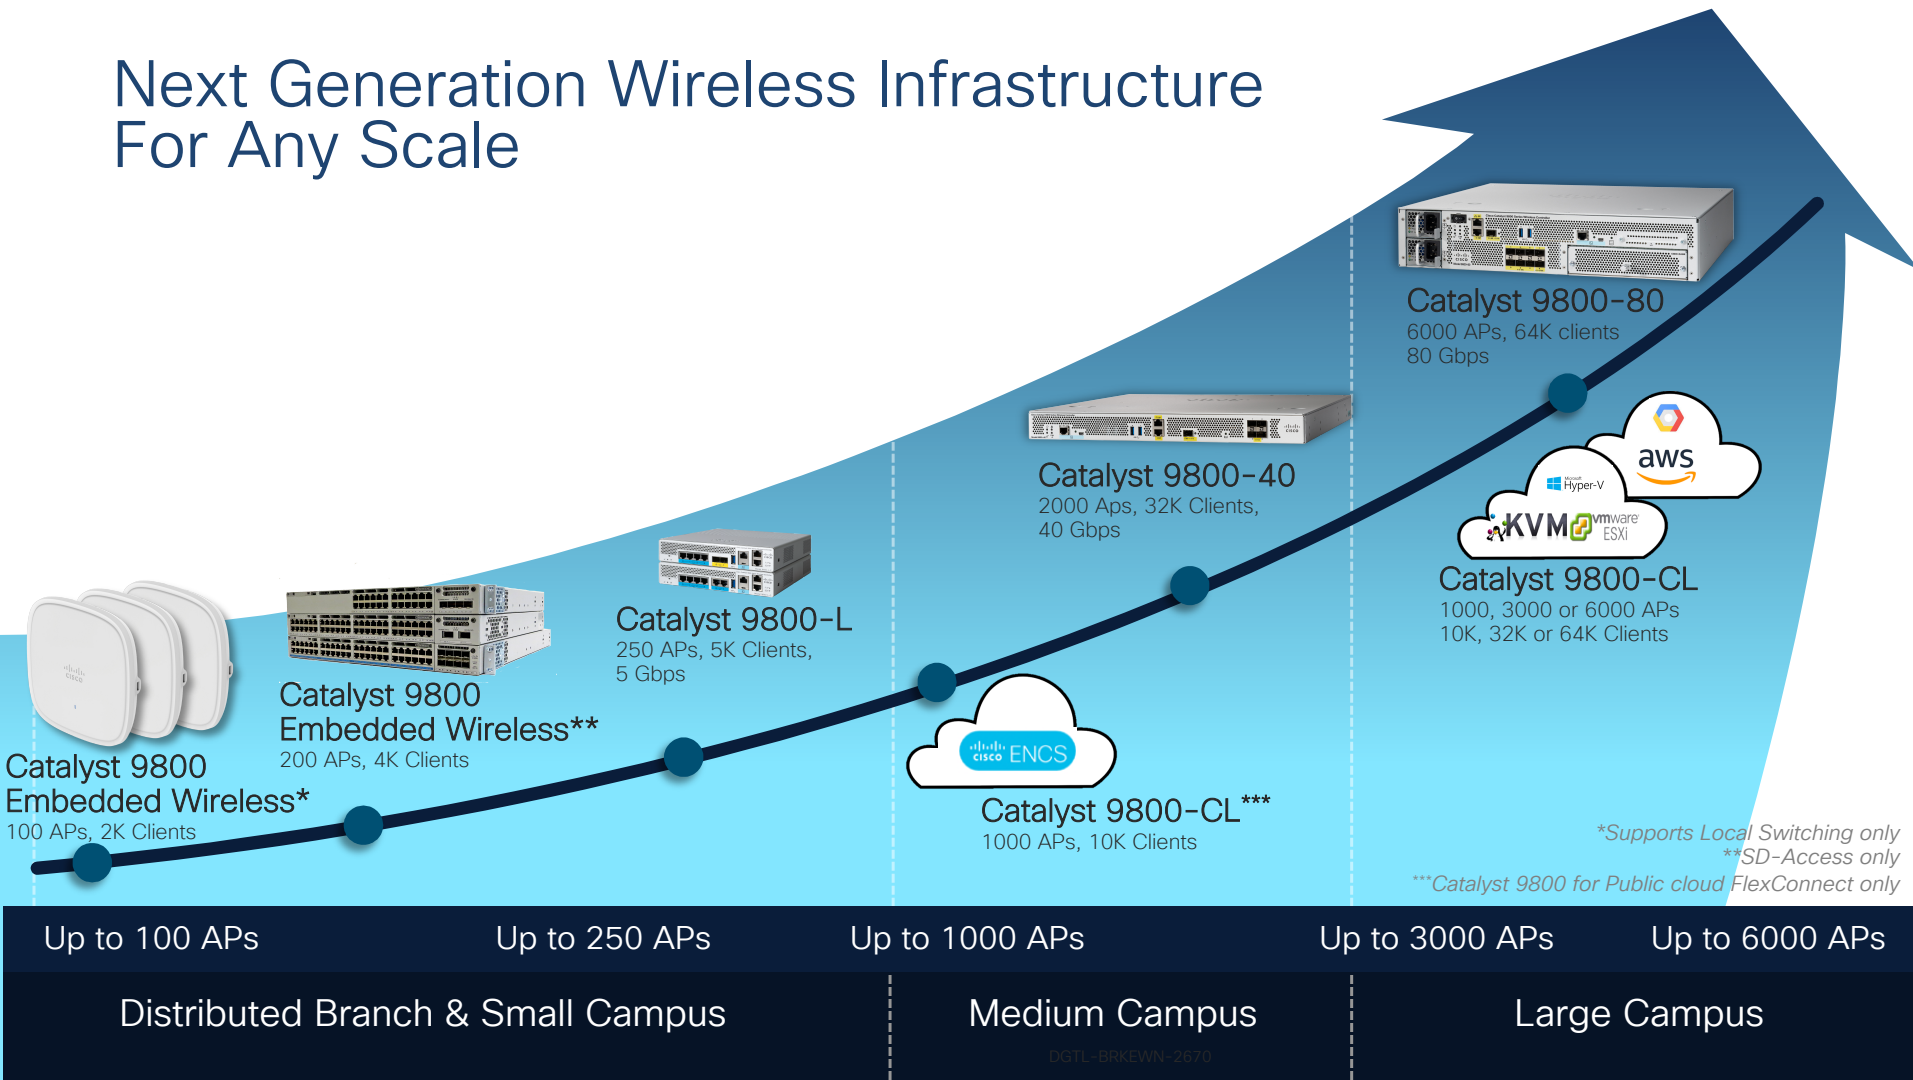 Next Generation Wireless Infrastructure
For Any Scale
Catalyst 9800
Embedded Wireless*
100 APs, 2K Clients
Catalyst 9800
Embedded Wireless**
200 APs, 4K Clients
Catalyst 9800-L
250 APs, 5K Clients,
5 Gbps
cisco ENCS
Catalyst 9800-CL***
1000 APs, 10K Clients
Catalyst 9800-40
2000 Aps, 32K Clients,
40 Gbps
Catalyst 9800-80
6000 APs, 64K clients
80 Gbps
aws
Microsoft
Hyper-V
KVM
vmware
ESXi
Catalyst 9800-CL
1000, 3000 or 6000 APs
10K, 32K or 64K Clients
*Supports Local Switching only
**SD-Access only
***Catalyst 9800 for Public cloud FlexConnect only
Up to 100 APs
Up to 250 APs
Up to 1000 APs
Up to 3000 APs
Up to 6000 APs
Distributed Branch & Small Campus
Medium Campus
Large Campus
DGTL-BRKEWN-2670